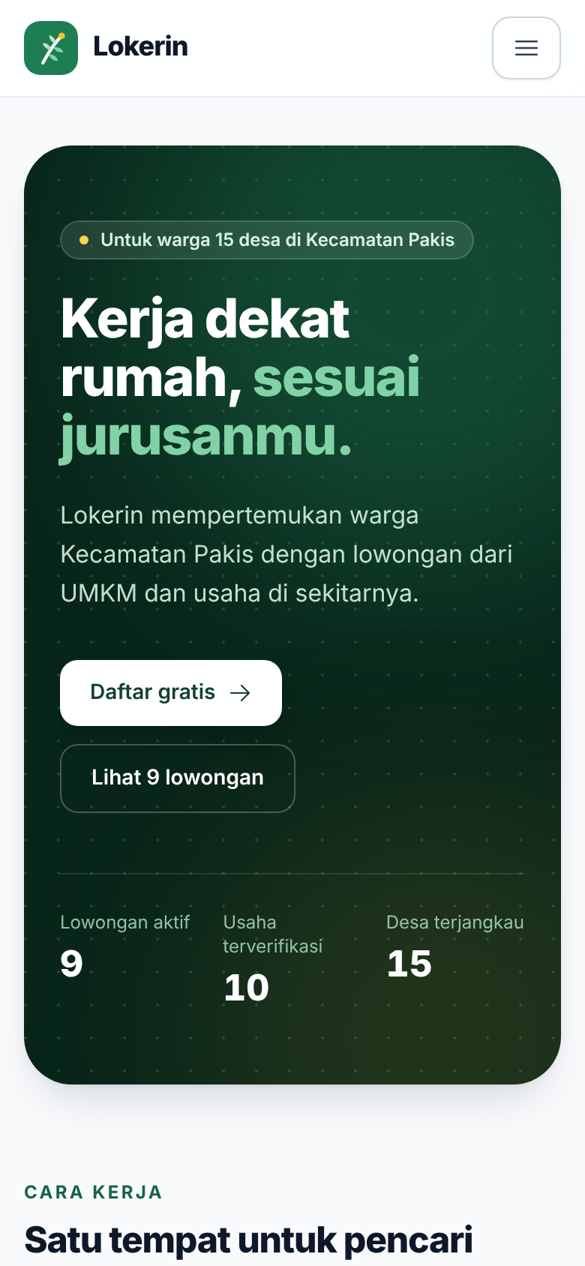 Lokerin
Untuk warga 15 desa di Kecamatan Pakis
Kerja dekat
rumah, sesuai
jurusanmu.
Lokerin mempertemukan warga
Kecamatan Pakis dengan lowongan dari
UMKM dan usaha di sekitarnya.
Daftar gratis →
Lihat 9 lowongan
Lowongan aktif
9
Usaha
terverifikasi
10
Desa terjangkau
15
CARA KERJA
Satu tempat untuk pencari